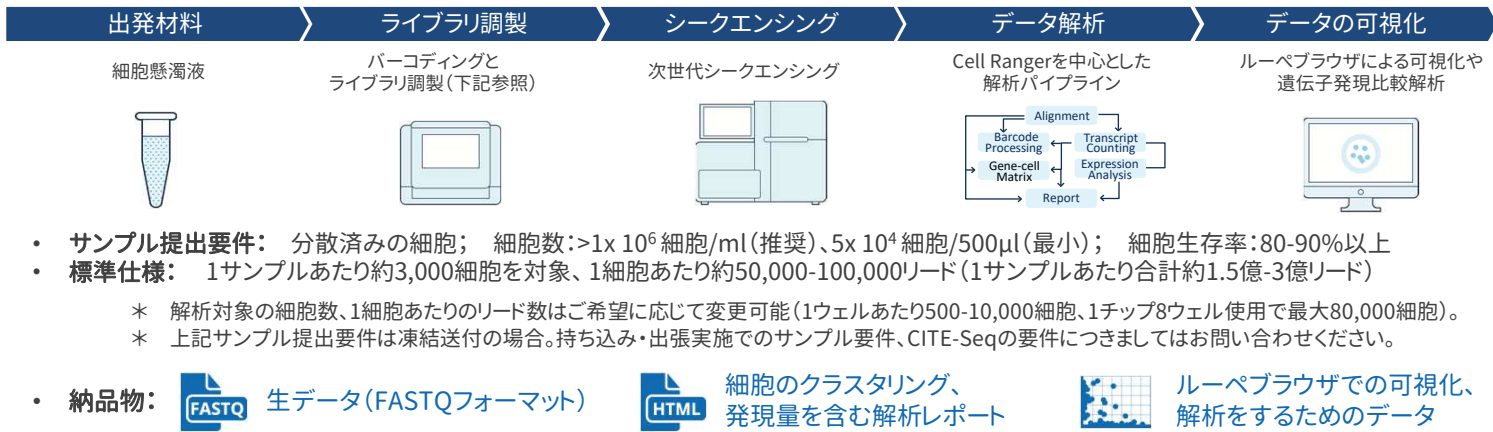 出発材料
ライブラリ調製
シークエンシング
データ解析
データの可視化
細胞懸濁液
バーコディングと
ライブラリ調製（下記参照）
次世代シークエンシング
Cell Rangerを中心とした
解析パイプライン
ルーペブラウザによる可視化や
遺伝子発現比較解析
Alignment
Barcode
Processing
Transcript
Counting
Gene-cell
Matrix
Expression
Analysis
Report
・ サンプル提出要件： 分散済みの細胞； 細胞数：>1x 10⁶ 細胞/ml（推奨）、5x 10⁴ 細胞/500μl（最小）； 細胞生存率：80-90%以上
・ 標準仕様： 1サンプルあたり約3,000細胞を対象、1細胞あたり約50,000-100,000リード（1サンプルあたり合計約1.5億-3億リード）
＊ 解析対象の細胞数、1細胞あたりのリード数はご希望に応じて変更可能（1ウェルあたり500-10,000細胞、1チップ8ウェル使用で最大80,000細胞）。
＊ 上記サンプル提出要件は凍結送付の場合。持ち込み・出張実施でのサンプル要件、CITE-Seqの要件につきましてはお問い合わせください。
・ 納品物：
FASTQ
生データ（FASTQフォーマット）
HTML
細胞のクラスタリング、
発現量を含む解析レポート
ルーペブラウザでの可視化、
解析をするためのデータ